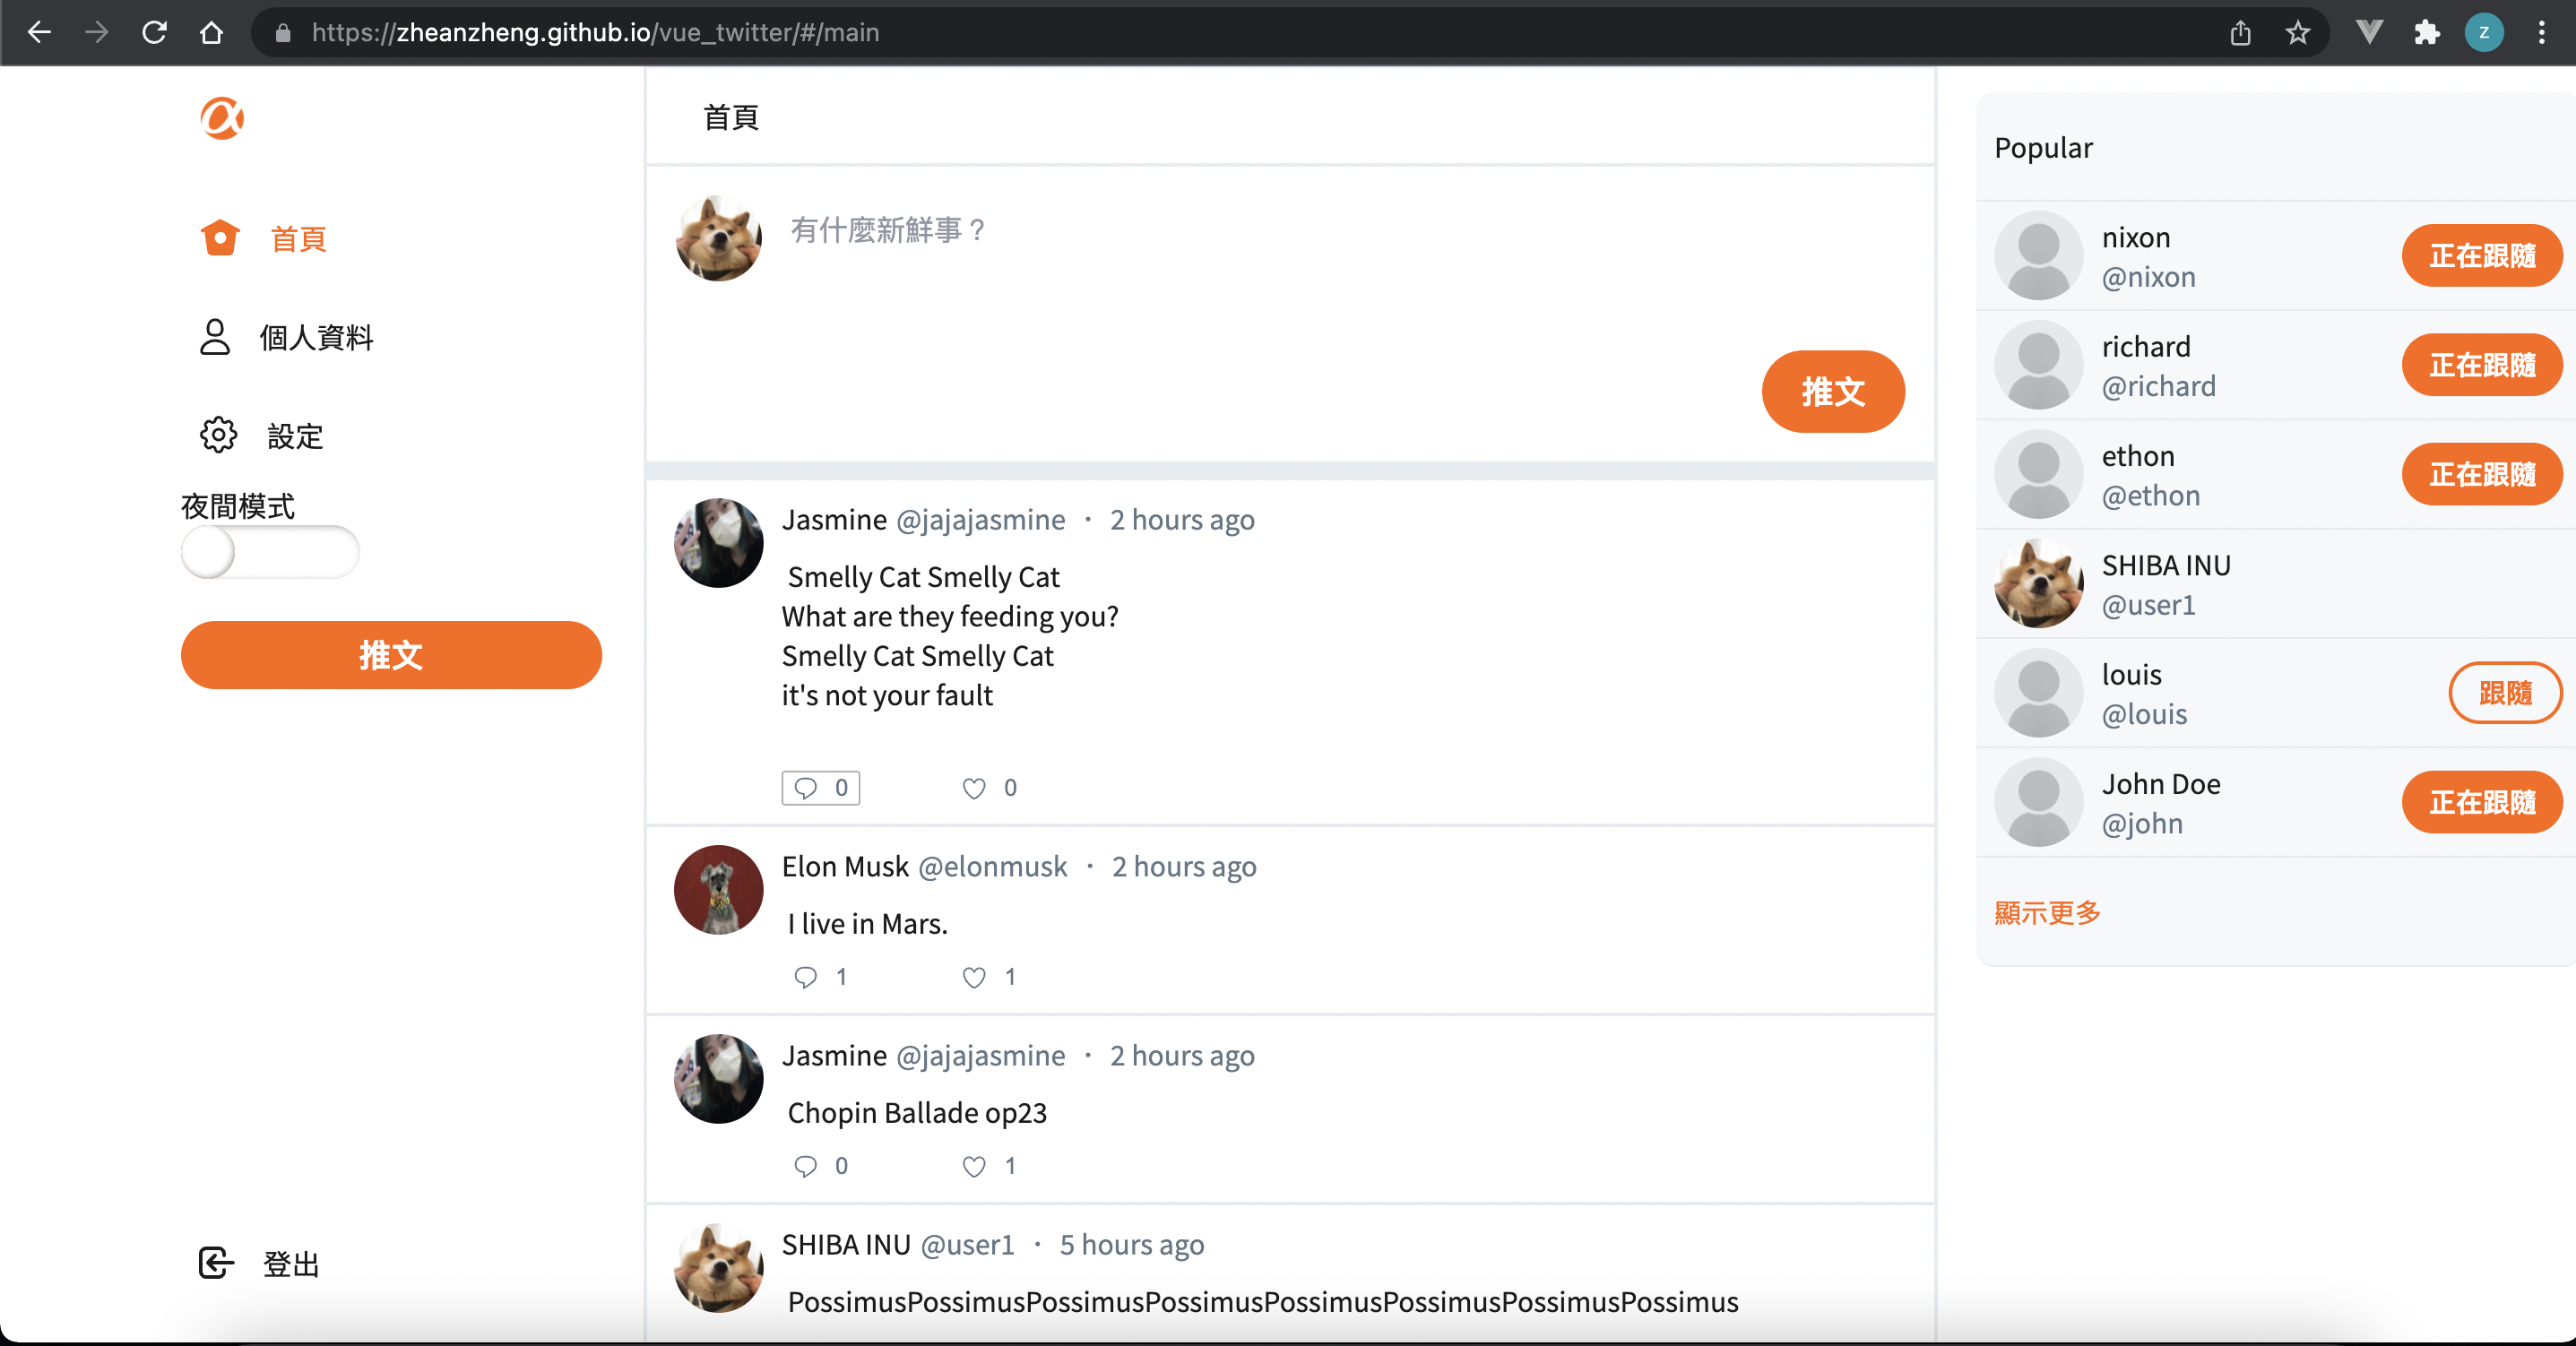 https://zheanzheng.github.io/vue_twitter/#/main
z
首頁
個人資料
設定
夜間模式
推文
登出
首頁
有什麼新鮮事？
推文
Jasmine @jajajasmine · 2 hours ago
Smelly Cat Smelly Cat
What are they feeding you?
Smelly Cat Smelly Cat
it's not your fault
0 0
Elon Musk @elonmusk · 2 hours ago
I live in Mars.
1 1
Jasmine @jajajasmine · 2 hours ago
Chopin Ballade op23
0 1
SHIBA INU @user1 · 5 hours ago
PossimusPossimusPossimusPossimusPossimusPossimusPossimusPossimus
Popular
nixon
@nixon
正在跟隨
richard
@richard
正在跟隨
ethon
@ethon
正在跟隨
SHIBA INU
@user1
louis
@louis
跟隨
John Doe
@john
正在跟隨
顯示更多